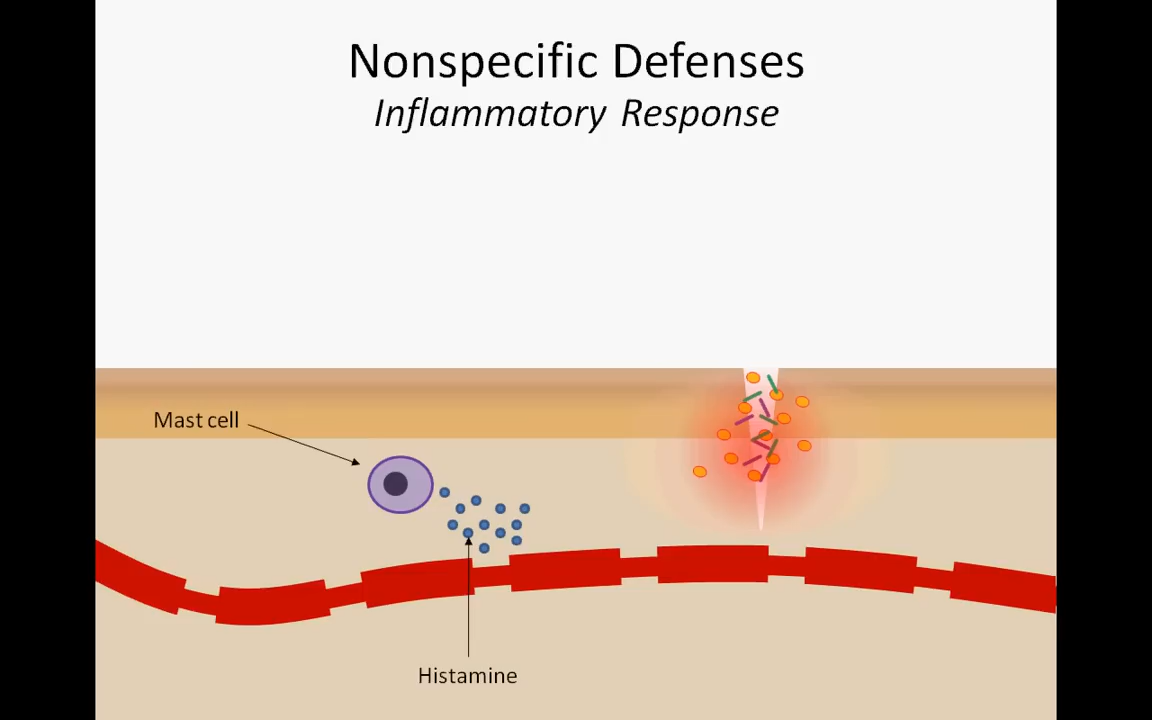 Nonspecific Defenses
Inflammatory Response
Mast cell
Histamine